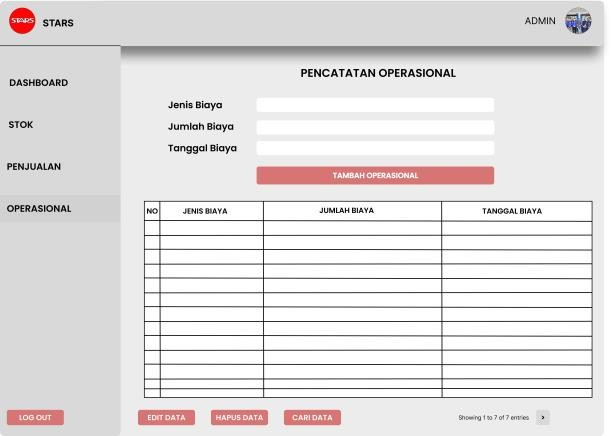 STARS
STARS
ADMIN
DASHBOARD
STOK
PENJUALAN
OPERASIONAL
LOG OUT
PENCATATAN OPERASIONAL
Jenis Biaya
Jumlah Biaya
Tanggal Biaya
TAMBAH OPERASIONAL
NO JENIS BIAYA JUMLAH BIAYA TANGGAL BIAYA
EDIT DATA HAPUS DATA CARI DATA
Showing 1 to 7 of 7 entries >